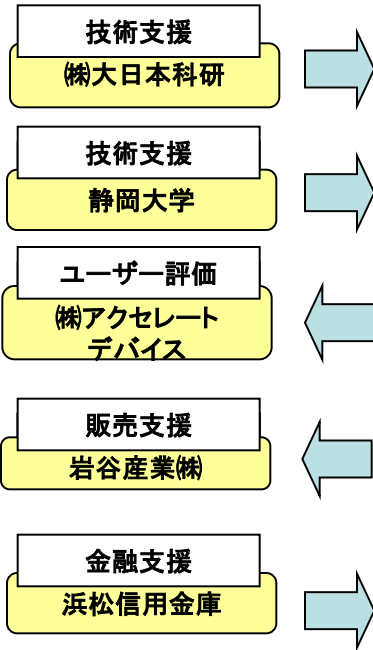 技術支援
㈱大日本科研
技術支援
静岡大学
ユーザー評価
㈱アクセレート
デバイス
販売支援
岩谷産業㈱
金融支援
浜松信用金庫